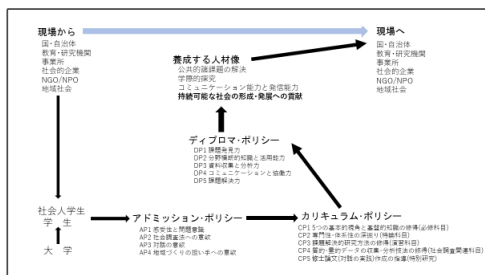 現場から
国・自治体
教育・研究機関
事業所
社会的企業
NGO/NPO
地域社会
現場へ
国・自治体
教育・研究機関
事業所
社会的企業
NGO/NPO
地域社会
養成する人材像
公共的諸課題の解決
学際的探究
コミュニケーション能力と発信能力
持続可能な社会の形成・発展への貢献
ディプロマ・ポリシー
DP1 課題発見力
DP2 分野横断的知識と活用能力
DP3 資料収集と分析力
DP4 コミュニケーションと協働力
DP5 課題解決力
社会人学生
学 生
大 学
アドミッション・ポリシー
AP1 感受性と問題意識
AP2 社会調査法への意欲
AP3 対話の意欲
AP4 地域づくりの担い手への意欲
カリキュラム・ポリシー
CP1 5つの基本的視角と基盤的知識の修得(必修科目)
CP2 専門性・体系性の深掘り(特論科目)
CP3 課題解決的研究方法の修得(演習科目)
CP4 質的・量的データの収集・分析技法の修得(社会調査関連科目)
CP5 修士論文(対話の実践)作成の指導(特別研究)